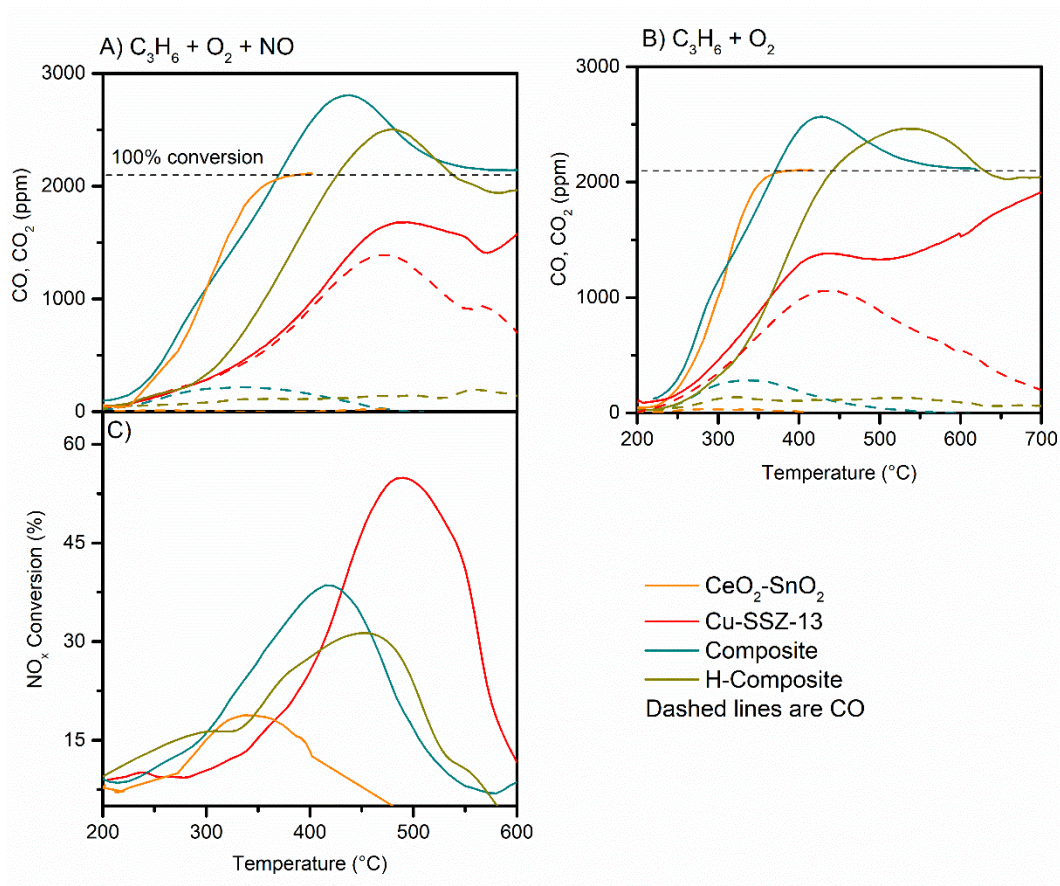 A) C₃H₆ + O₂ + NO
3000
2000
1000
0
CO, CO₂ (ppm)
100% conversion
B) C₃H₆ + O₂
3000
2000
1000
0
CO, CO₂ (ppm)
200 300 400 500 600 700
Temperature (°C)
C)
60
45
30
15
NOₓ Conversion (%)
200 300 400 500 600
Temperature (°C)
CeO₂-SnO₂
Cu-SSZ-13
Composite
H-Composite
Dashed lines are CO